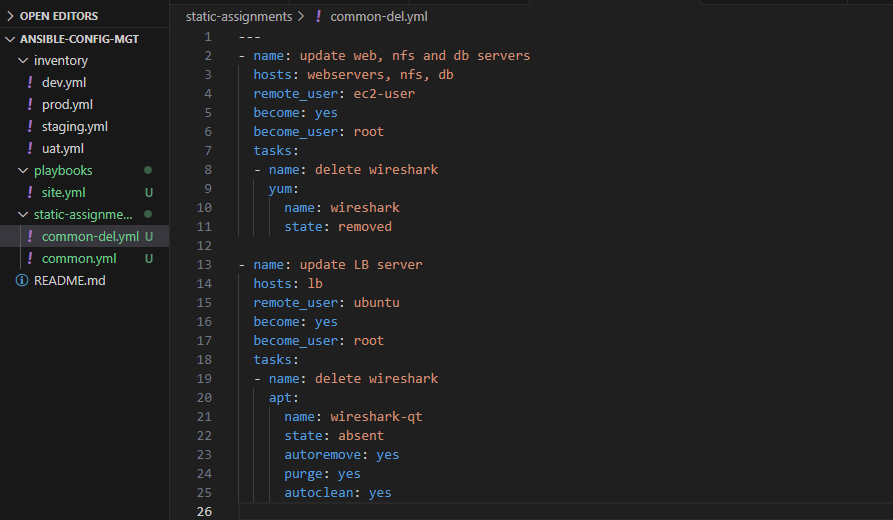 OPEN EDITORS
ANSIBLE-CONFIG-MGT
inventory
! dev.yml
! prod.yml
! staging.yml
! uat.yml
playbooks
! site.yml U
static-assignme...
! common-del.yml U
! common.yml U
README.md
static-assignments > ! common-del.yml
1 ---
2 - name: update web, nfs and db servers
3 hosts: webservers, nfs, db
4 remote_user: ec2-user
5 become: yes
6 become_user: root
7 tasks:
8 - name: delete wireshark
9 yum:
10 name: wireshark
11 state: removed
12
13 - name: update LB server
14 hosts: lb
15 remote_user: ubuntu
16 become: yes
17 become_user: root
18 tasks:
19 - name: delete wireshark
20 apt:
21 name: wireshark-qt
22 state: absent
23 autoremove: yes
24 purge: yes
25 autoclean: yes
26